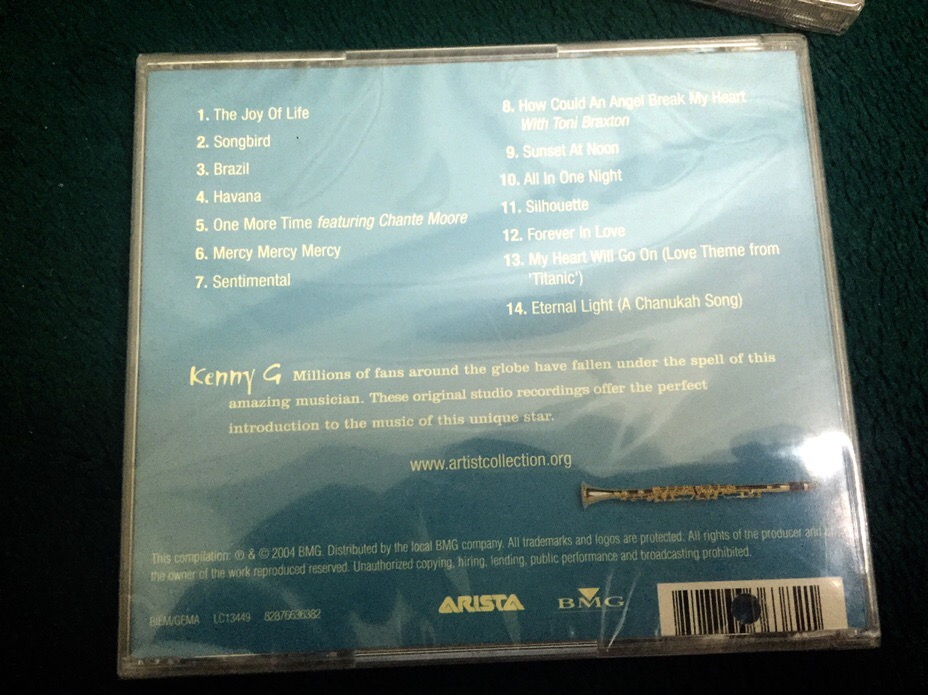 1. The Joy Of Life
2. Songbird
3. Brazil
4. Havana
5. One More Time featuring Chante Moore
6. Mercy Mercy Mercy
7. Sentimental
8. How Could An Angel Break My Heart
With Toni Braxton
9. Sunset At Noon
10. All In One Night
11. Silhouette
12. Forever In Love
13. My Heart Will Go On (Love Theme from
'Titanic')
14. Eternal Light (A Chanukah Song)
Kenny G Millions of fans around the globe have fallen under the spell of this
amazing musician. These original studio recordings offer the perfect
introduction to the music of this unique star.
www.artistcollection.org
This compilation: ℗ & © 2004 BMG. Distributed by the local BMG company. All trademarks and logos are protected. All rights of the producer and
the owner of the work reproduced reserved. Unauthorized copying, hiring, lending, public performance and broadcasting prohibited.
ARISTA BMG
BIEM/GEMA LC13449 82876636382